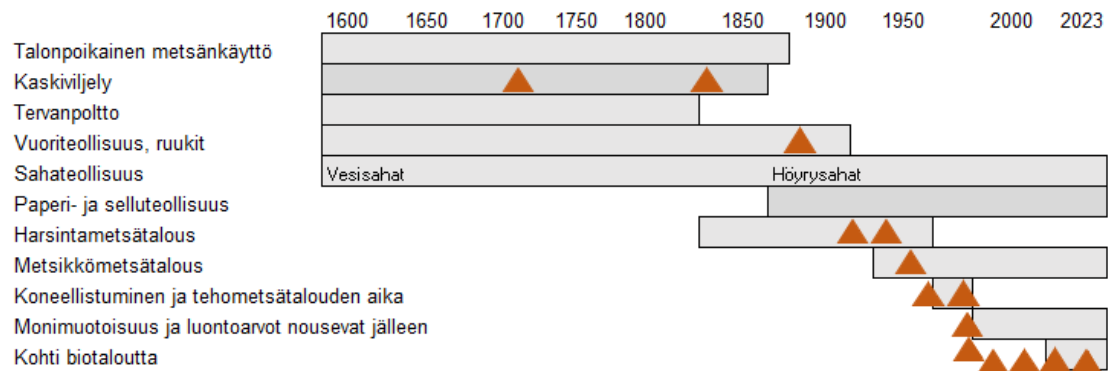 1600 1650 1700 1750 1800 1850 1900 1950 2000 2023
Talonpoikainen metsänkäyttö
Kaskiviljely
Tervanpoltto
Vuoriteollisuus, ruukit
Sahateollisuus Vesisahat Höyrysahat
Paperi- ja selluteollisuus
Harsintametsätalous
Metsikkömetsätalous
Koneellistuminen ja tehometsätalouden aika
Monimuotoisuus ja luontoarvot nousevat jälleen
Kohti biotaloutta